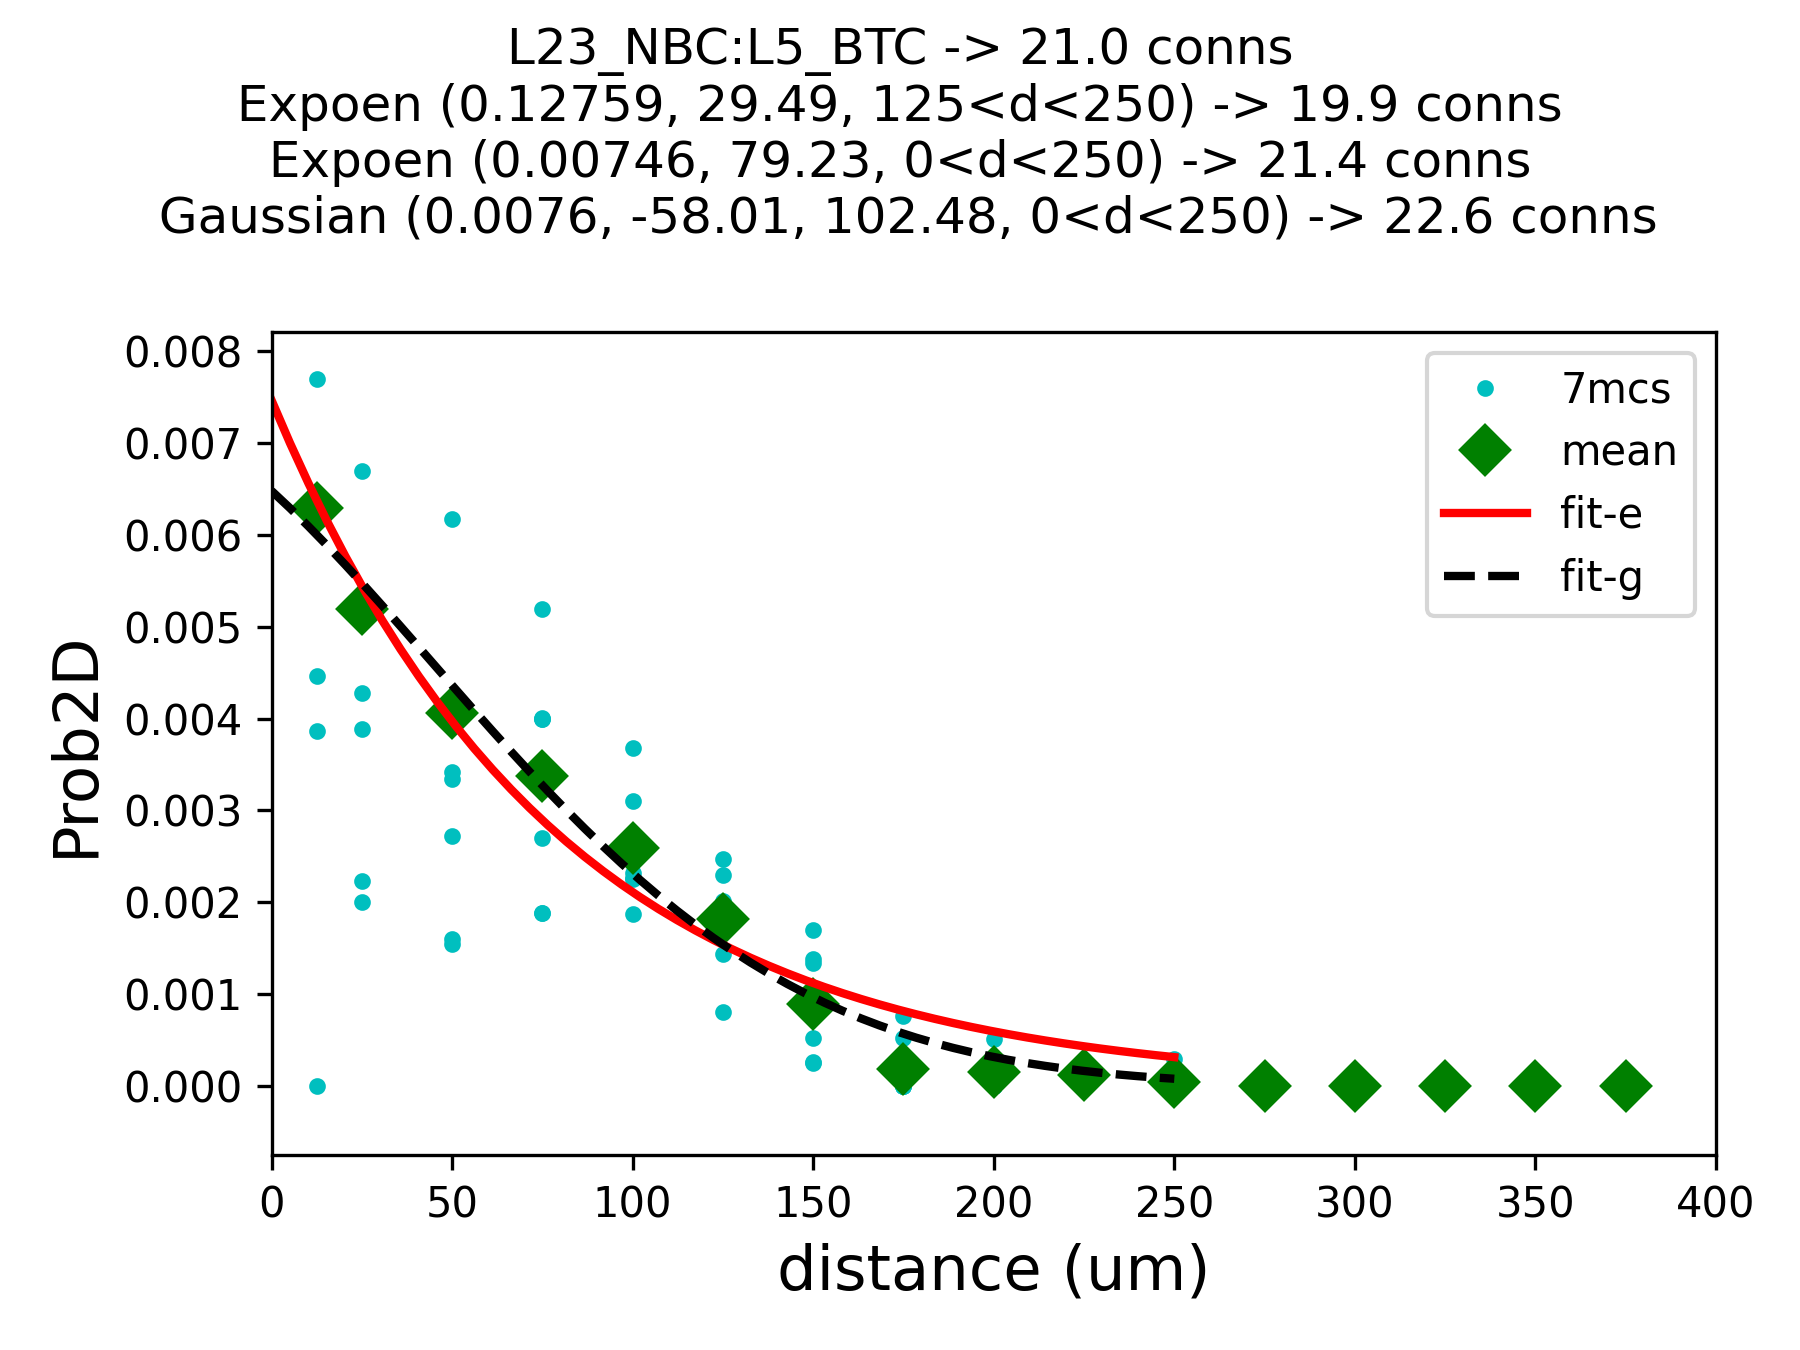 L23_NBC:L5_BTC -> 21.0 conns
Expoen (0.12759, 29.49, 125<d<250) -> 19.9 conns
Expoen (0.00746, 79.23, 0<d<250) -> 21.4 conns
Gaussian (0.0076, -58.01, 102.48, 0<d<250) -> 22.6 conns
0.008
0.007
0.006
0.005
0.004
0.003
0.002
0.001
0.000
Prob2D
7mcs
mean
fit-e
fit-g
0 50 100 150 200 250 300 350 400
distance (um)